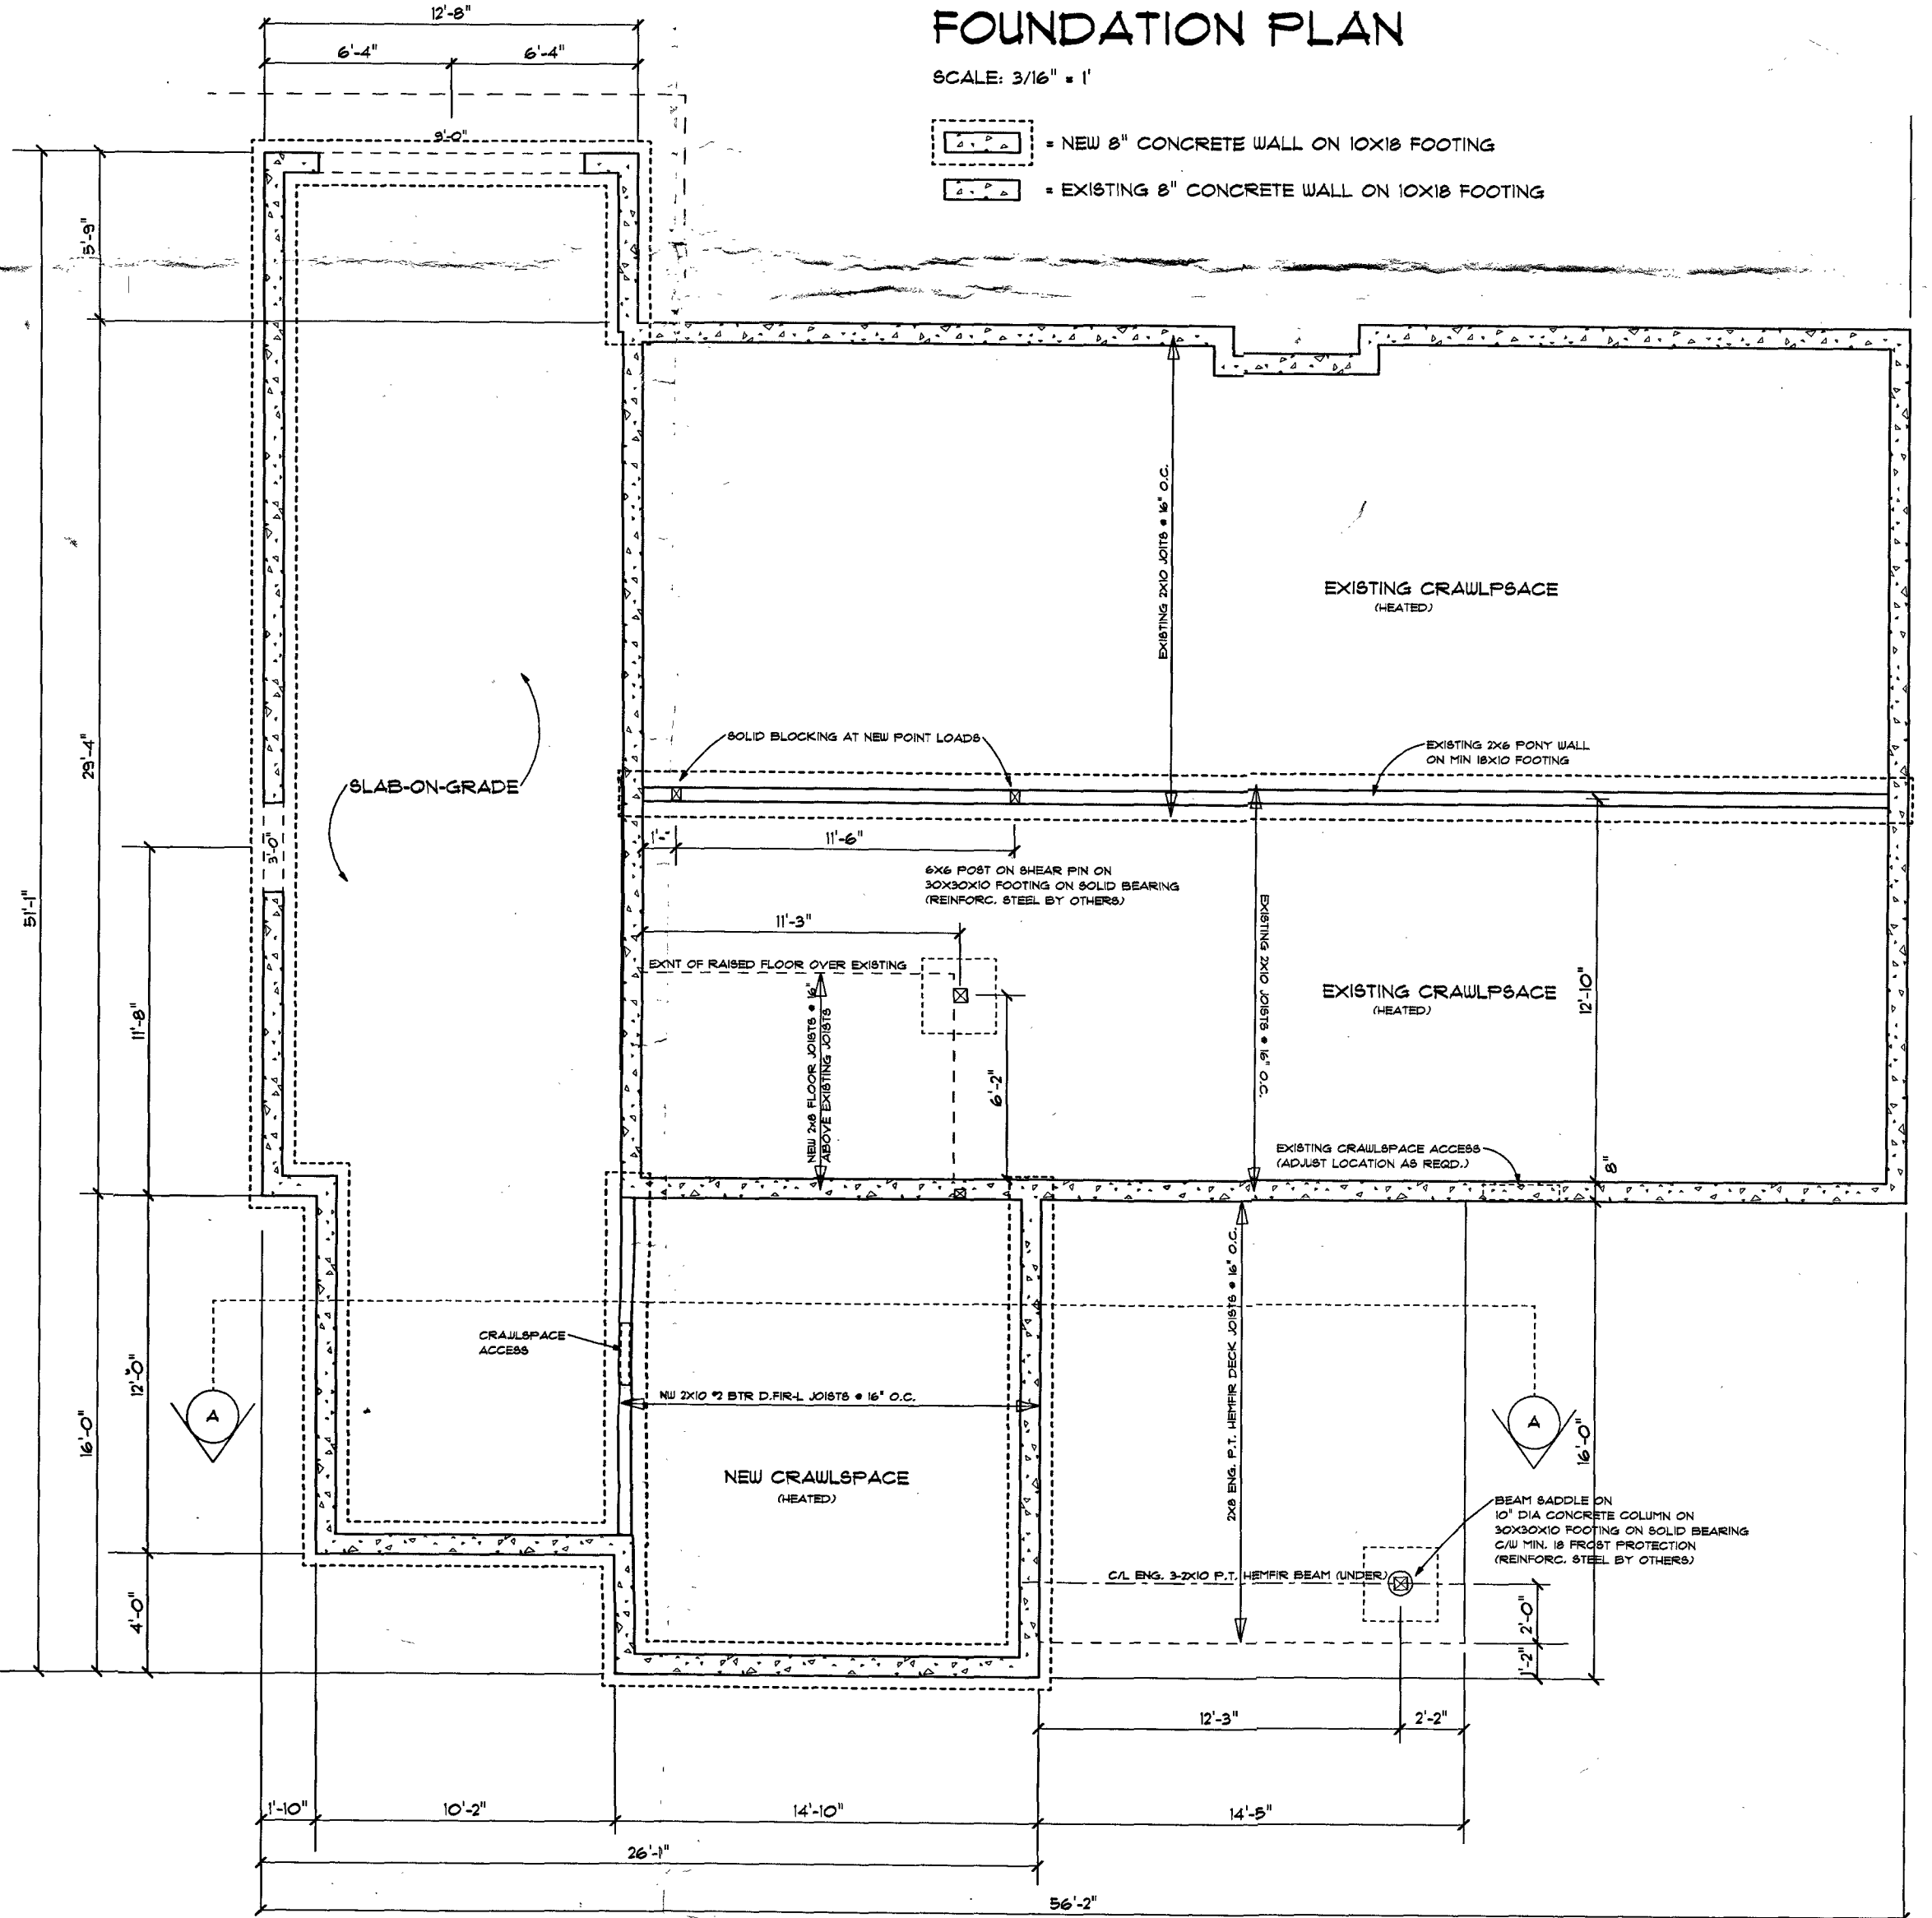 FOUNDATION PLAN
SCALE: 3/16" = 1'
= NEW 8" CONCRETE WALL ON 10X18 FOOTING
= EXISTING 8" CONCRETE WALL ON 10X18 FOOTING
12'-8"
6'-4"
6'-4"
9'-0"
5'-9"
29'-4"
51'-1"
11'-8"
12'-0"
16'-0"
4'-0"
3'-0"
SLAB-ON-GRADE
EXISTING 2X10 JOITS @ 16" O.C.
EXISTING CRAWLPSACE
(HEATED)
SOLID BLOCKING AT NEW POINT LOADS
EXISTING 2X6 PONY WALL
ON MIN 18X10 FOOTING
11'-6"
6X6 POST ON SHEAR PIN ON
30X30X10 FOOTING ON SOLID BEARING
(REINFORC. STEEL BY OTHERS)
11'-3"
EXNT OF RAISED FLOOR OVER EXISTING
NEW 2x8 FLOOR JOISTS @ 16"
ABOVE EXISTING JOISTS
6'-2"
EXISTING 2X10 JOISTS @ 16" O.C.
EXISTING CRAWLPSACE
(HEATED)
12'-10"
8"
EXISTING CRAWLSPACE ACCESS
(ADJUST LOCATION AS REQD.)
CRAWLSPACE
ACCESS
NW 2X10 #2 BTR D.FIR-L JOISTS @ 16" O.C.
NEW CRAWLSPACE
(HEATED)
2X8 ENG. P.T. HEMFIR DECK JOISTS @ 16" O.C.
A
A
16'-0"
BEAM SADDLE ON
10" DIA CONCRETE COLUMN ON
30X30X10 FOOTING ON SOLID BEARING
C/W MIN. 18 FROST PROTECTION
(REINFORC. STEEL BY OTHERS)
C/L ENG. 3-2X10 P.T. HEMFIR BEAM (UNDER)
2'-0"
1'-2"
12'-3"
2'-2"
1'-10"
10'-2"
14'-10"
14'-5"
26'-1"
56'-2"